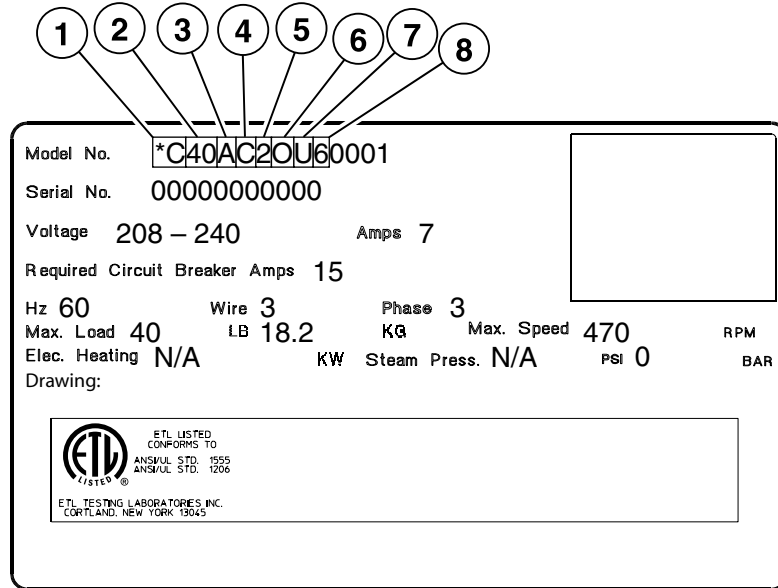 1 2 3 4 5 6 7 8
Model No. *C40AC2OU60001
Serial No. 00000000000
Voltage 208 – 240 Amps 7
Required Circuit Breaker Amps 15
Hz 60 Wire 3 Phase 3
Max. Load 40 LB 18.2 KG Max. Speed 470 RPM
Elec. Heating N/A KW Steam Press. N/A PSI 0 BAR
Drawing:
ETL LISTED
CONFORMS TO
ANSI/UL STD. 1555
ANSI/UL STD. 1206
ETL
LISTED
®
ETL TESTING LABORATORIES INC.
CORTLAND, NEW YORK 13045